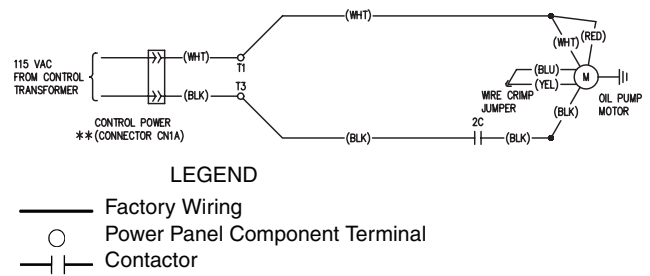 (WHT)
(WHT)
(RED)
115 VAC
FROM CONTROL
TRANSFORMER
(WHT)
T1
(BLU)
(YEL)
M
WIRE CRIMP
JUMPER
OIL PUMP
MOTOR
(BLK)
T3
(BLK)
CONTROL POWER
**(CONNECTOR CN1A)
2C
(BLK)
(BLK)
LEGEND
Factory Wiring
Power Panel Component Terminal
Contactor